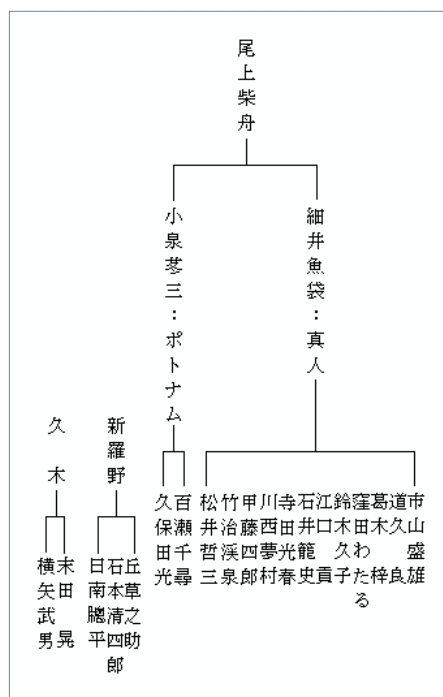 尾上柴舟
細井魚袋：真人
小泉苳三：ポトナム
新羅野
久木
市山盛雄
道久良
葛木梓
窪田わたる
鈴木久子
江口貢
石井龍史
寺田光春
川西夢村
甲藤四郎
竹治溪泉
松井哲三
百瀬千尋
久保田光
丘草之助
石本清四郎
日南聰平
末田晃
横矢武男